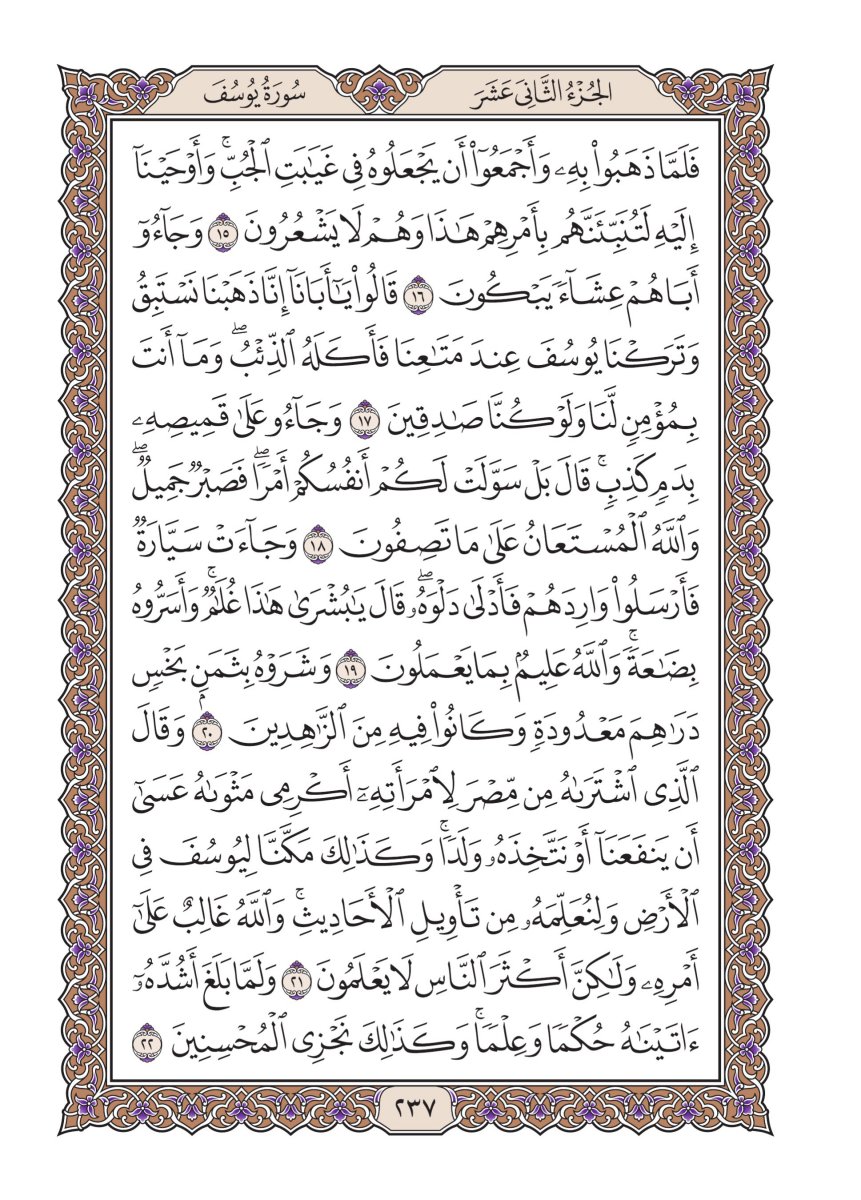 الجُزْءُ الثَّانِيَ عَشَرَ
سُورَةُ يُوسُفَ
فَلَمَّا ذَهَبُوا۟ بِهِۦ وَأَجْمَعُوٓا۟ أَن يَجْعَلُوهُ فِى غَيَٰبَتِ ٱلْجُبِّ ۚ وَأَوْحَيْنَآ
إِلَيْهِ لَتُنَبِّئَنَّهُم بِأَمْرِهِمْ هَٰذَا وَهُمْ لَا يَشْعُرُونَ ١٥ وَجَآءُوٓ
أَبَاهُمْ عِشَآءً يَبْكُونَ ١٦ قَالُوا۟ يَٰٓأَبَانَآ إِنَّا ذَهَبْنَا نَسْتَبِقُ
وَتَرَكْنَا يُوسُفَ عِندَ مَتَٰعِنَا فَأَكَلَهُ ٱلذِّئْبُ ۖ وَمَآ أَنتَ
بِمُؤْمِنٍ لَّنَا وَلَوْ كُنَّا صَٰدِقِينَ ١٧ وَجَآءُو عَلَىٰ قَمِيصِهِۦ
بِدَمٍ كَذِبٍ ۚ قَالَ بَلْ سَوَّلَتْ لَكُمْ أَنفُسُكُمْ أَمْرًا ۖ فَصَبْرٌ جَمِيلٌ ۖ
وَٱللَّهُ ٱلْمُسْتَعَانُ عَلَىٰ مَا تَصِفُونَ ١٨ وَجَآءَتْ سَيَّارَةٌ
فَأَرْسَلُوا۟ وَارِدَهُمْ فَأَدْلَىٰ دَلْوَهُۥ ۖ قَالَ يَٰبُشْرَىٰ هَٰذَا غُلَٰمٌ ۚ وَأَسَرُّوهُ
بِضَٰعَةً ۚ وَٱللَّهُ عَلِيمٌۢ بِمَا يَعْمَلُونَ ١٩ وَشَرَوْهُ بِثَمَنٍۭ بَخْسٍ
دَرَٰهِمَ مَعْدُودَةٍ وَكَانُوا۟ فِيهِ مِنَ ٱلزَّٰهِدِينَ ٢٠ وَقَالَ
ٱلَّذِى ٱشْتَرَىٰهُ مِن مِّصْرَ لِٱمْرَأَتِهِۦٓ أَكْرِمِى مَثْوَىٰهُ عَسَىٰٓ
أَن يَنفَعَنَآ أَوْ نَتَّخِذَهُۥ وَلَدًا ۚ وَكَذَٰلِكَ مَكَّنَّا لِيُوسُفَ فِى
ٱلْأَرْضِ وَلِنُعَلِّمَهُۥ مِن تَأْوِيلِ ٱلْأَحَادِيثِ ۚ وَٱللَّهُ غَالِبٌ عَلَىٰٓ
أَمْرِهِۦ وَلَٰكِنَّ أَكْثَرَ ٱلنَّاسِ لَا يَعْلَمُونَ ٢١ وَلَمَّا بَلَغَ أَشُدَّهُۥٓ
ءَاتَيْنَٰهُ حُكْمًا وَعِلْمًا ۚ وَكَذَٰلِكَ نَجْزِى ٱلْمُحْسِنِينَ ٢٢
٢٣٧